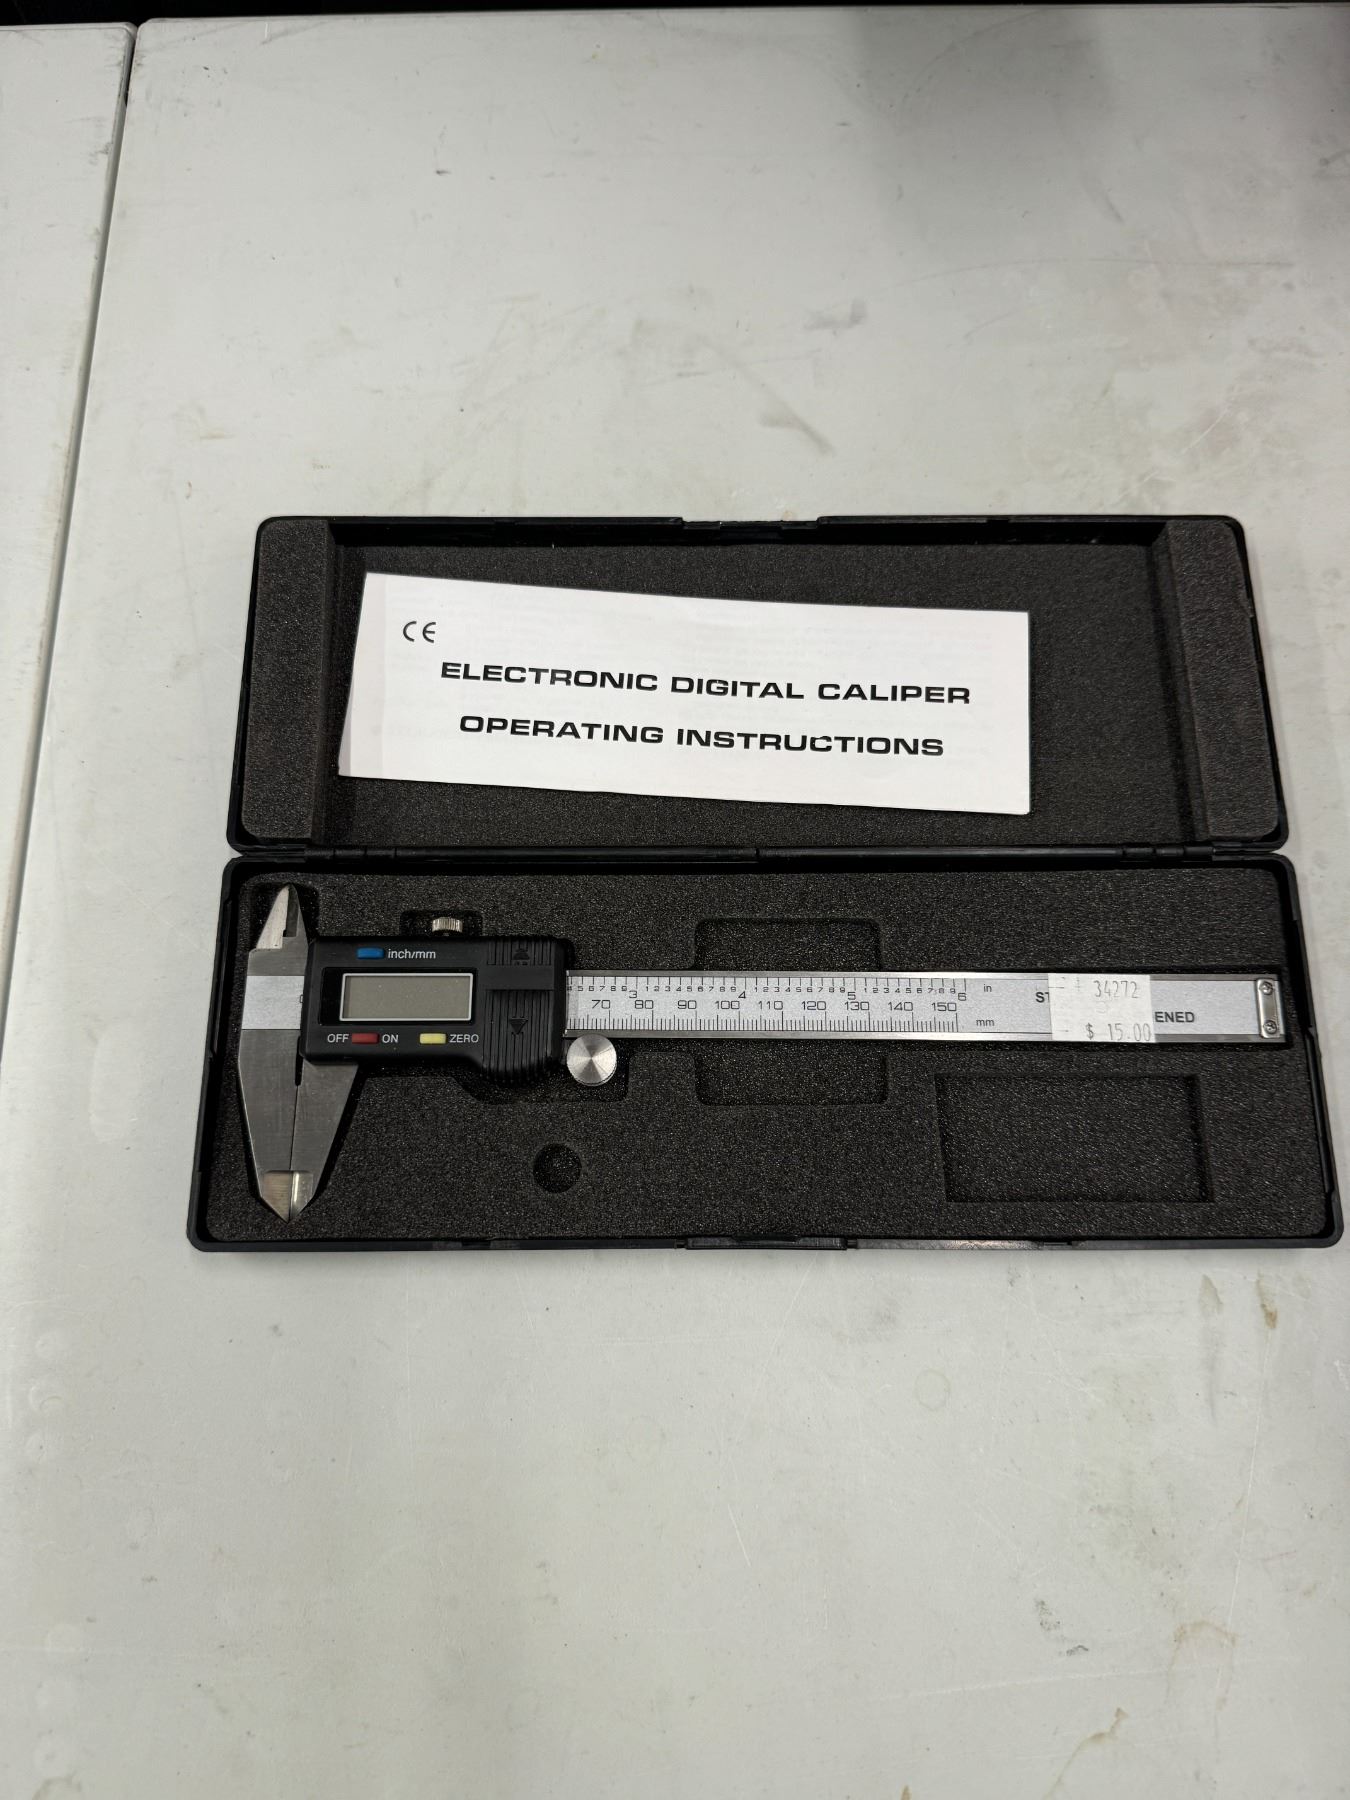 CE
ELECTRONIC DIGITAL CALIPER
OPERATING INSTRUCTIONS
inch/mm
OFF ON ZERO
3 4 5 6 in
70 80 90 100 110 120 130 140 150 mm
34272
$ 15.00
ENED